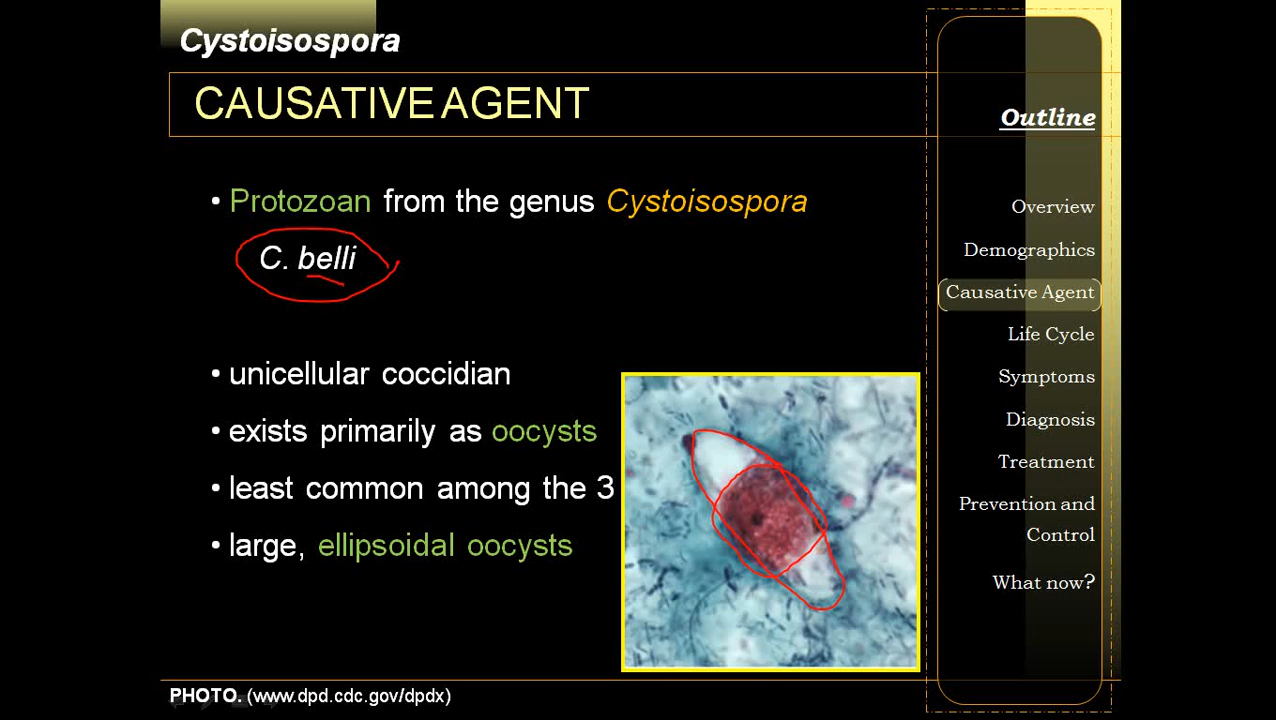 Cystoisospora
CAUSATIVE AGENT
• Protozoan from the genus Cystoisospora
C. belli
• unicellular coccidian
• exists primarily as oocysts
• least common among the 3
• large, ellipsoidal oocysts
PHOTO. (www.dpd.cdc.gov/dpdx)
Outline
Overview
Demographics
Causative Agent
Life Cycle
Symptoms
Diagnosis
Treatment
Prevention and
Control
What now?